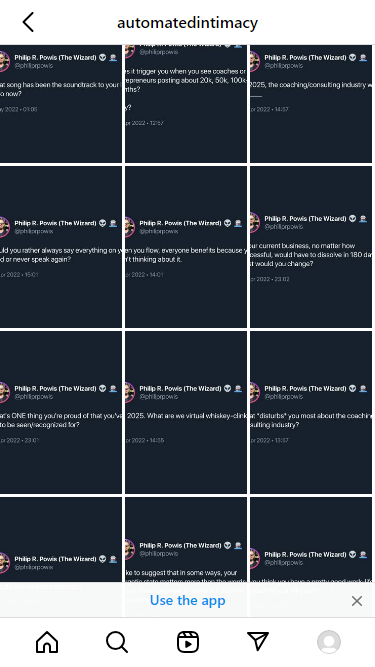 automatedintimacy
Philip R. Powis (The Wizard)
@philiprpowis
at song has been the soundtrack to your
o now?
2022 • 01:05
Philip R. Powis (The Wizard)
@philiprpowis
s it trigger you when you see coaches or
repreneurs posting about 20k, 50k, 100k
nths?
y?
pr 2022 • 12:57
Philip R. Powis (The Wizard)
@philiprpowis
2025, the coaching/consulting industry w
pr 2022 • 14:57
Philip R. Powis (The Wizard)
@philiprpowis
uld you rather always say everything on y
d or never speak again?
pr 2022 • 15:01
Philip R. Powis (The Wizard)
@philiprpowis
en you flow, everyone benefits because y
't thinking about it.
pr 2022 • 14:01
Philip R. Powis (The Wizard)
@philiprpowis
ur current business, no matter how
cessful, would have to dissolve in 180 da
t would you change?
pr 2022 • 23:02
Philip R. Powis (The Wizard)
@philiprpowis
at's ONE thing you're proud of that you've
to be seen/recognized for?
pr 2022 • 23:01
Philip R. Powis (The Wizard)
@philiprpowis
2025. What are we virtual whiskey-clink
pr 2022 • 14:55
Philip R. Powis (The Wizard)
@philiprpowis
at *disturbs* you most about the coachin
sulting industry?
pr 2022 • 13:57
Philip R. Powis (The Wizard)
@philiprpowis
Philip R. Powis (The Wizard)
@philiprpowis
ke to suggest that in some ways, your
Philip R. Powis (The Wizard)
@philiprpowis
Use the app